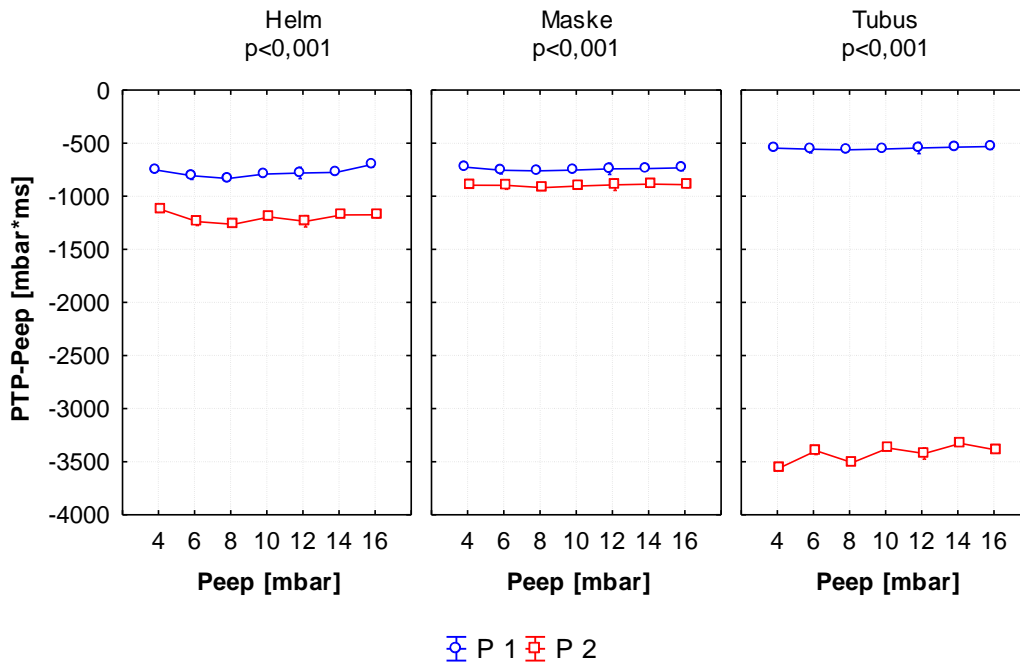 Helm
p<0,001
Maske
p<0,001
Tubus
p<0,001
PTP-Peep [mbar*ms]
0
-500
-1000
-1500
-2000
-2500
-3000
-3500
-4000
4 6 8 10 12 14 16
4 6 8 10 12 14 16
4 6 8 10 12 14 16
Peep [mbar]
Peep [mbar]
Peep [mbar]
P 1 P 2